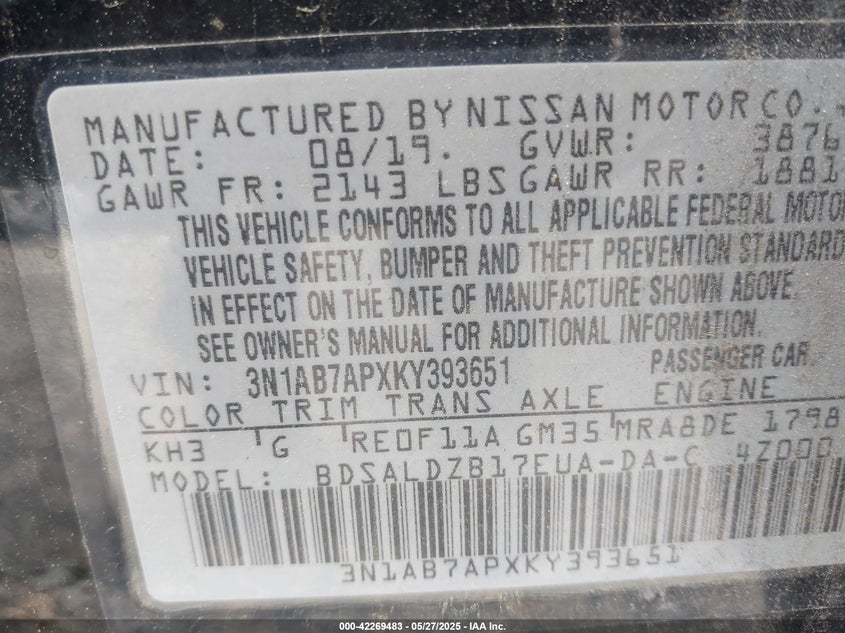 MANUFACTURED BY NISSAN MOTOR CO.,
DATE: 08/19. GVWR: 3876
GAWR FR: 2143 LBS GAWR RR: 1881
THIS VEHICLE CONFORMS TO ALL APPLICABLE FEDERAL MOTOR
VEHICLE SAFETY, BUMPER AND THEFT PREVENTION STANDARD
IN EFFECT ON THE DATE OF MANUFACTURE SHOWN ABOVE.
SEE OWNER'S MANUAL FOR ADDITIONAL INFORMATION.
VIN: 3N1AB7APXKY393651 PASSENGER CAR
COLOR TRIM TRANS AXLE ENGINE
KH3 G RE0F11A GM35 MRA8DE 1798
MODEL: BDSALDZB17EUA-DA-C 4Z000
3N1AB7APXKY393651
000-42269483 - 05/27/2025 - IAA, Inc.